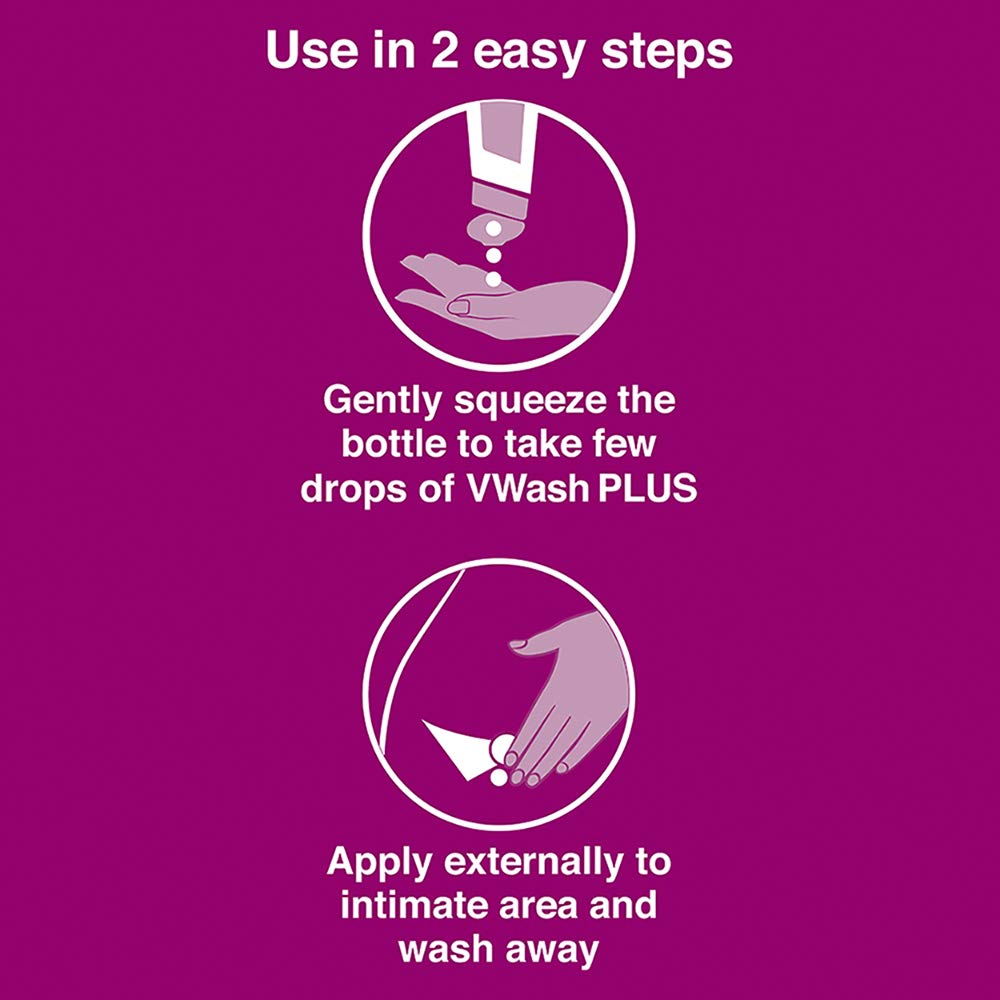 Use in 2 easy steps
Gently squeeze the
bottle to take few
drops of VWash PLUS
Apply externally to
intimate area and
wash away